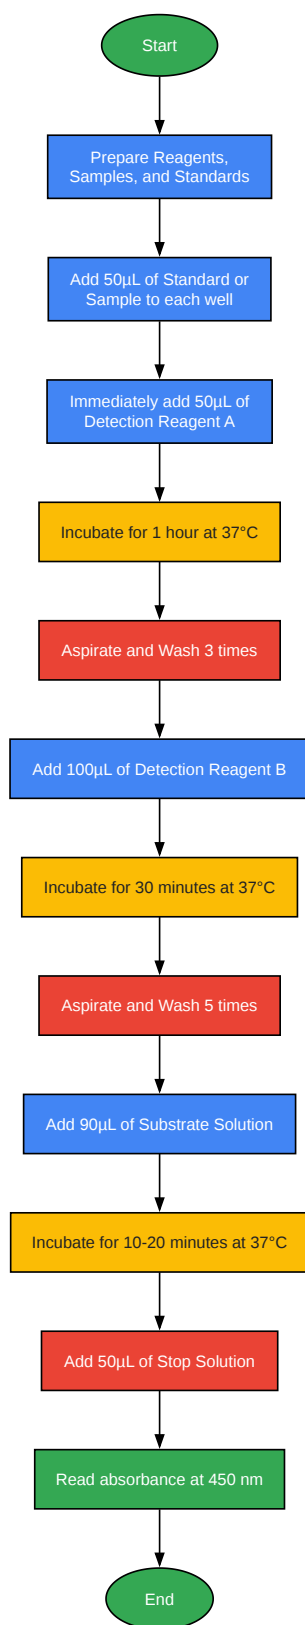 Start
Prepare Reagents,
Samples, and Standards
Add 50µL of Standard or
Sample to each well
Immediately add 50µL of
Detection Reagent A
Incubate for 1 hour at 37°C
Aspirate and Wash 3 times
Add 100µL of Detection Reagent B
Incubate for 30 minutes at 37°C
Aspirate and Wash 5 times
Add 90µL of Substrate Solution
Incubate for 10-20 minutes at 37°C
Add 50µL of Stop Solution
Read absorbance at 450 nm
End